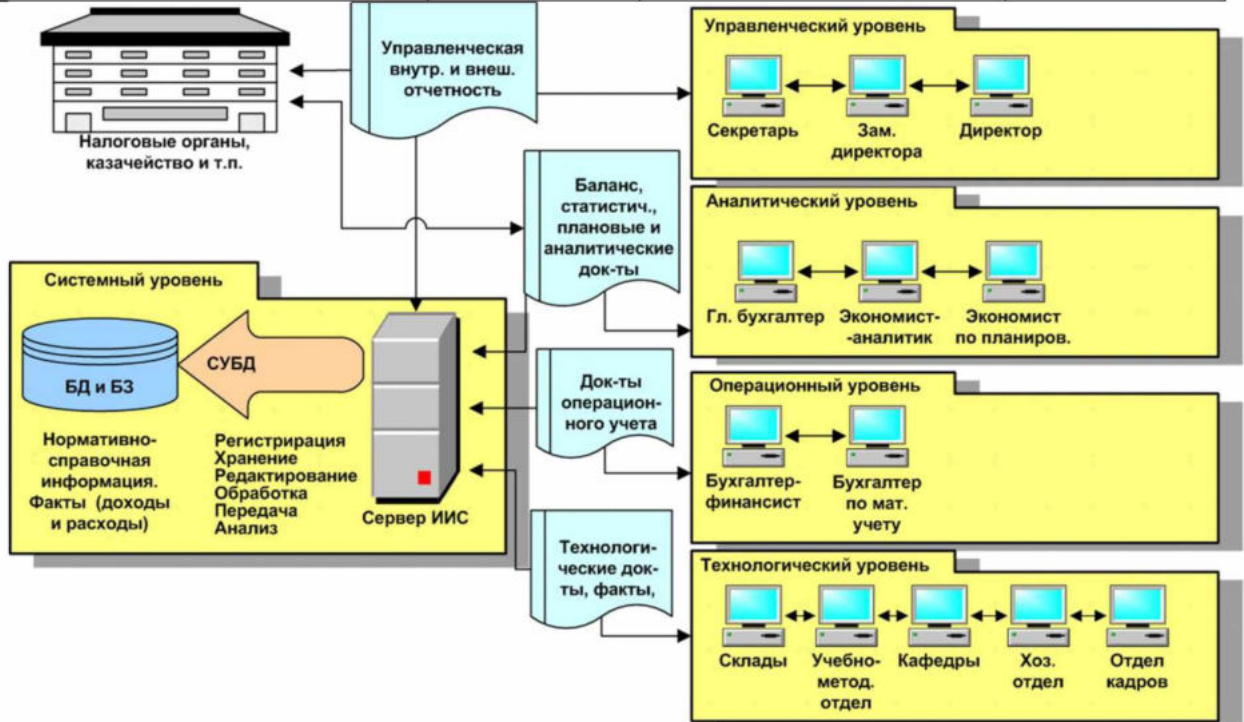 Налоговые органы,
казачейство и т.п.
Управленческая
внутр. и внеш.
отчетность
Управленческий уровень
Секретарь
Зам.
директора
Директор
Баланс,
статистич.,
плановые и
аналитические
док-ты
Аналитический уровень
Гл. бухгалтер
Экономист-
-аналитик
Экономист
по планиров.
Системный уровень
БД и БЗ
СУБД
Нормативно-
справочная
информация.
Факты (доходы
и расходы)
Регистрирация
Хранение
Редактирование
Обработка
Передача
Анализ
Сервер ИИС
Док-ты
операцион-
ного учета
Операционный уровень
Бухгалтер-
финансист
Бухгалтер
по мат.
учету
Технологи-
ческие док-
ты, факты,
Технологический уровень
Склады
Учебно-
метод.
отдел
Кафедры
Хоз.
отдел
Отдел
кадров